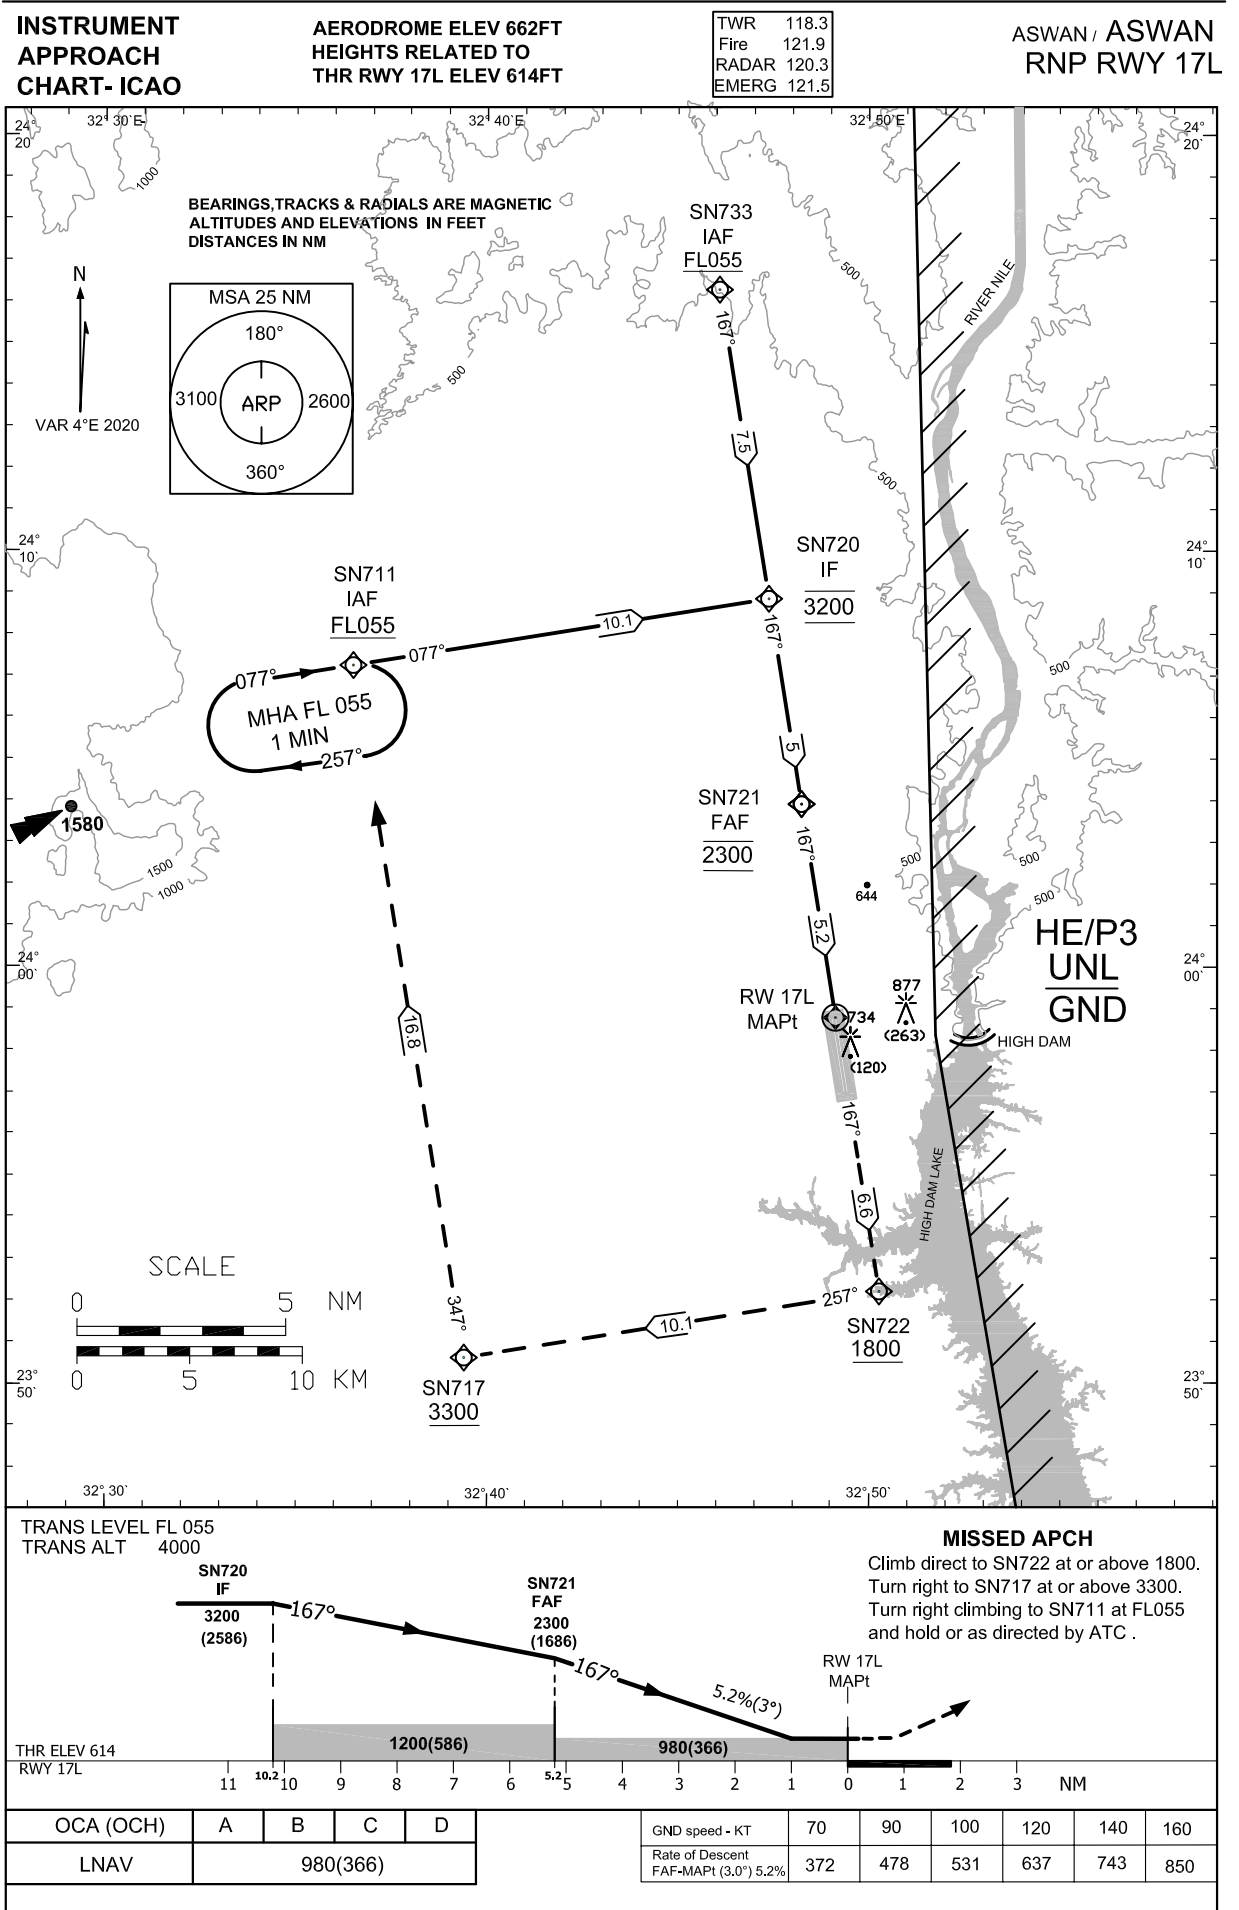 INSTRUMENT
APPROACH
CHART- ICAO
AERODROME ELEV 662FT
HEIGHTS RELATED TO
THR RWY 17L ELEV 614FT
TWR 118.3
Fire 121.9
RADAR 120.3
EMERG 121.5
ASWAN / ASWAN
RNP RWY 17L
24° 20`
32° 30`E
32° 40`E
32° 50`E
24° 20`
1000
BEARINGS,TRACKS & RADIALS ARE MAGNETIC
ALTITUDES AND ELEVATIONS IN FEET
DISTANCES IN NM
SN733
IAF
FL055
167°
500
RIVER NILE
N
VAR 4°E 2020
MSA 25 NM
180°
3100
ARP
2600
360°
500
7.5
500
24° 10`
24° 10`
SN720
IF
3200
SN711
IAF
FL055
10.1
167°
077°
077°
MHA FL 055
1 MIN
257°
500
5
SN721
FAF
2300
167°
1580
1500
1000
644
500
500
500
5.2
HE/P3
UNL
GND
24° 00`
24° 00`
RW 17L
MAPt
734
(120)
877
(263)
HIGH DAM
16.8
167°
HIGH DAM LAKE
6.6
SCALE
0 5 NM
0 5 10 KM
347°
257°
10.1
SN722
1800
SN717
3300
23° 50`
23° 50`
32° 30`
32° 40`
32° 50`
TRANS LEVEL FL 055
TRANS ALT 4000
MISSED APCH
Climb direct to SN722 at or above 1800.
Turn right to SN717 at or above 3300.
Turn right climbing to SN711 at FL055
and hold or as directed by ATC .
SN720
IF
3200
(2586)
167°
SN721
FAF
2300
(1686)
167°
5.2%(3°)
RW 17L
MAPt
1200(586)
980(366)
THR ELEV 614
RWY 17L
11 10.2 10 9 8 7 6 5.2 5 4 3 2 1 0 1 2 3 NM
OCA (OCH) A B C D
LNAV 980(366)
GND speed - KT 70 90 100 120 140 160
Rate of Descent
FAF-MAPt (3.0°) 5.2% 372 478 531 637 743 850